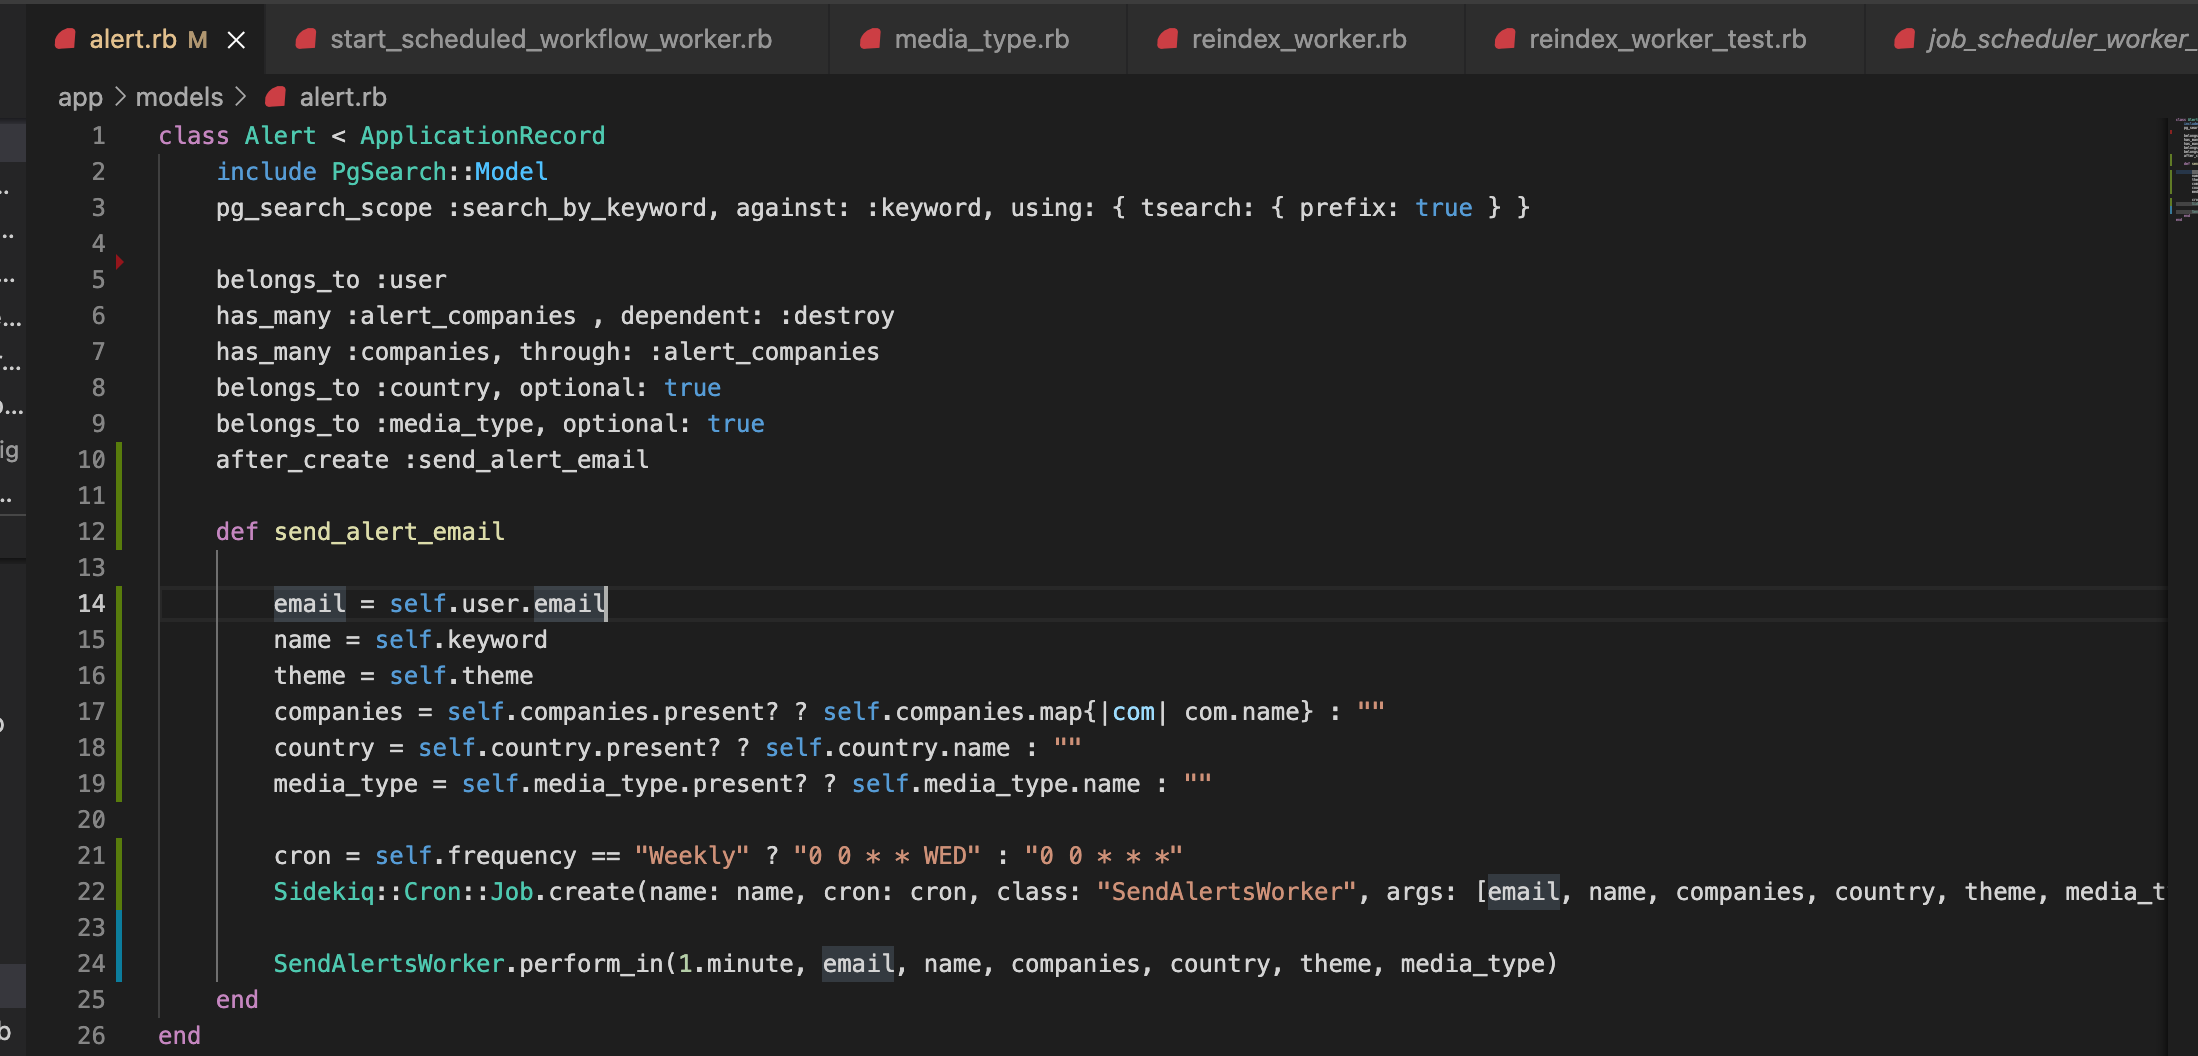 alert.rb M start_scheduled_workflow_worker.rb media_type.rb reindex_worker.rb reindex_worker_test.rb job_scheduler_worker_
app > models > alert.rb
1 class Alert < ApplicationRecord
2 include PgSearch::Model
3 pg_search_scope :search_by_keyword, against: :keyword, using: { tsearch: { prefix: true } }
4
5 belongs_to :user
6 has_many :alert_companies , dependent: :destroy
7 has_many :companies, through: :alert_companies
8 belongs_to :country, optional: true
9 belongs_to :media_type, optional: true
10 after_create :send_alert_email
11
12 def send_alert_email
13
14 email = self.user.email
15 name = self.keyword
16 theme = self.theme
17 companies = self.companies.present? ? self.companies.map{|com| com.name} : ""
18 country = self.country.present? ? self.country.name : ""
19 media_type = self.media_type.present? ? self.media_type.name : ""
20
21 cron = self.frequency == "Weekly" ? "0 0 * * WED" : "0 0 * * *"
22 Sidekiq::Cron::Job.create(name: name, cron: cron, class: "SendAlertsWorker", args: [email, name, companies, country, theme, media_t
23
24 SendAlertsWorker.perform_in(1.minute, email, name, companies, country, theme, media_type)
25 end
26 end